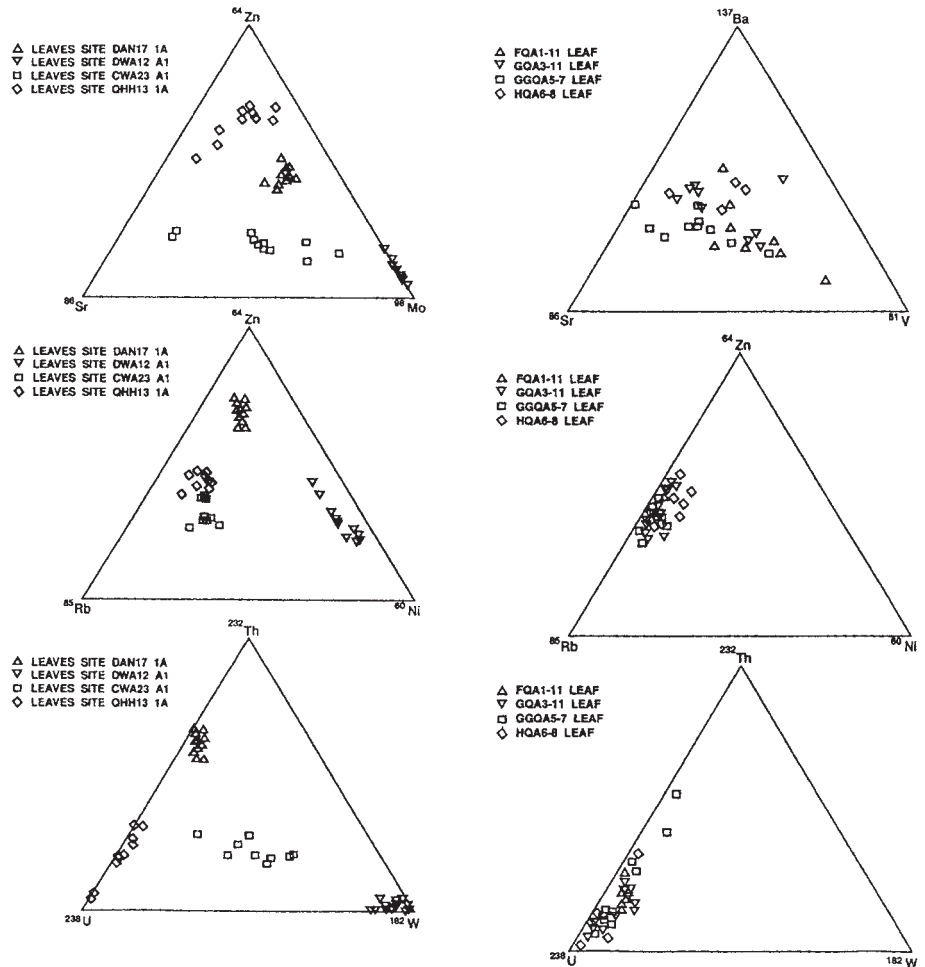 64Zn
△ LEAVES SITE DAN17 1A
▽ LEAVES SITE DWA12 A1
□ LEAVES SITE CWA23 A1
◇ LEAVES SITE QHH13 1A
86Sr
98Mo
137Ba
△ FQA1-11 LEAF
▽ GQA3-11 LEAF
□ GGQA5-7 LEAF
◇ HQA6-8 LEAF
86Sr
51V
64Zn
△ LEAVES SITE DAN17 1A
▽ LEAVES SITE DWA12 A1
□ LEAVES SITE CWA23 A1
◇ LEAVES SITE QHH13 1A
85Rb
60Ni
64Zn
△ FQA1-11 LEAF
▽ GQA3-11 LEAF
□ GGQA5-7 LEAF
◇ HQA6-8 LEAF
85Rb
60Ni
232Th
△ LEAVES SITE DAN17 1A
▽ LEAVES SITE DWA12 A1
□ LEAVES SITE CWA23 A1
◇ LEAVES SITE QHH13 1A
238U
182W
232Th
△ FQA1-11 LEAF
▽ GQA3-11 LEAF
□ GGQA5-7 LEAF
◇ HQA6-8 LEAF
238U
182W